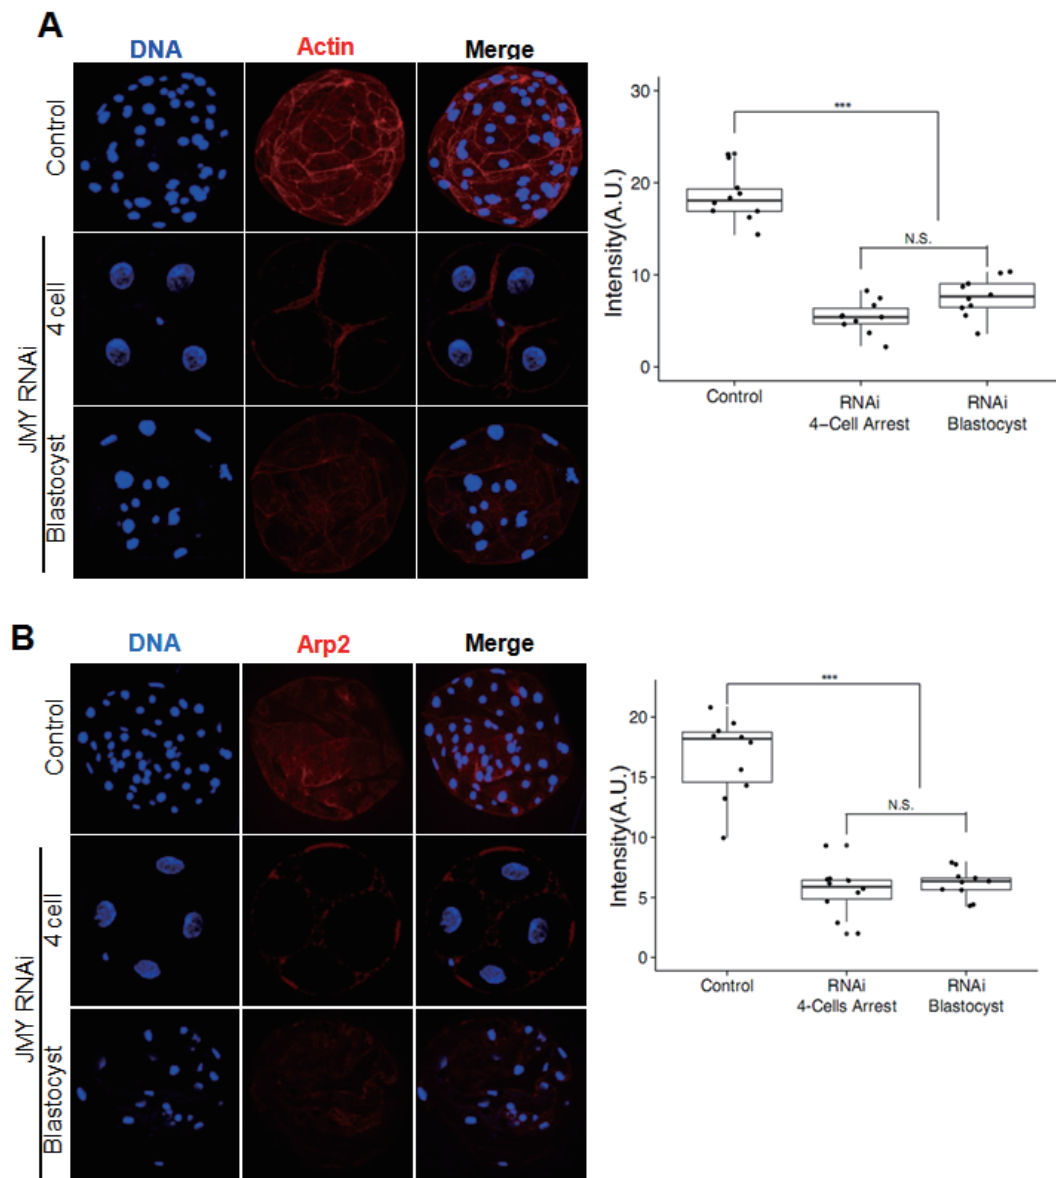 A
DNA
Actin
Merge
Control
JMY RNAi
4 cell
Blastocyst
Intensity(A.U.)
30
20
10
0
***
N.S.
Control
RNAi
4-Cell Arrest
RNAi
Blastocyst
B
DNA
Arp2
Merge
Control
JMY RNAi
4 cell
Blastocyst
Intensity(A.U.)
20
15
10
5
0
***
N.S.
Control
RNAi
4-Cells Arrest
RNAi
Blastocyst